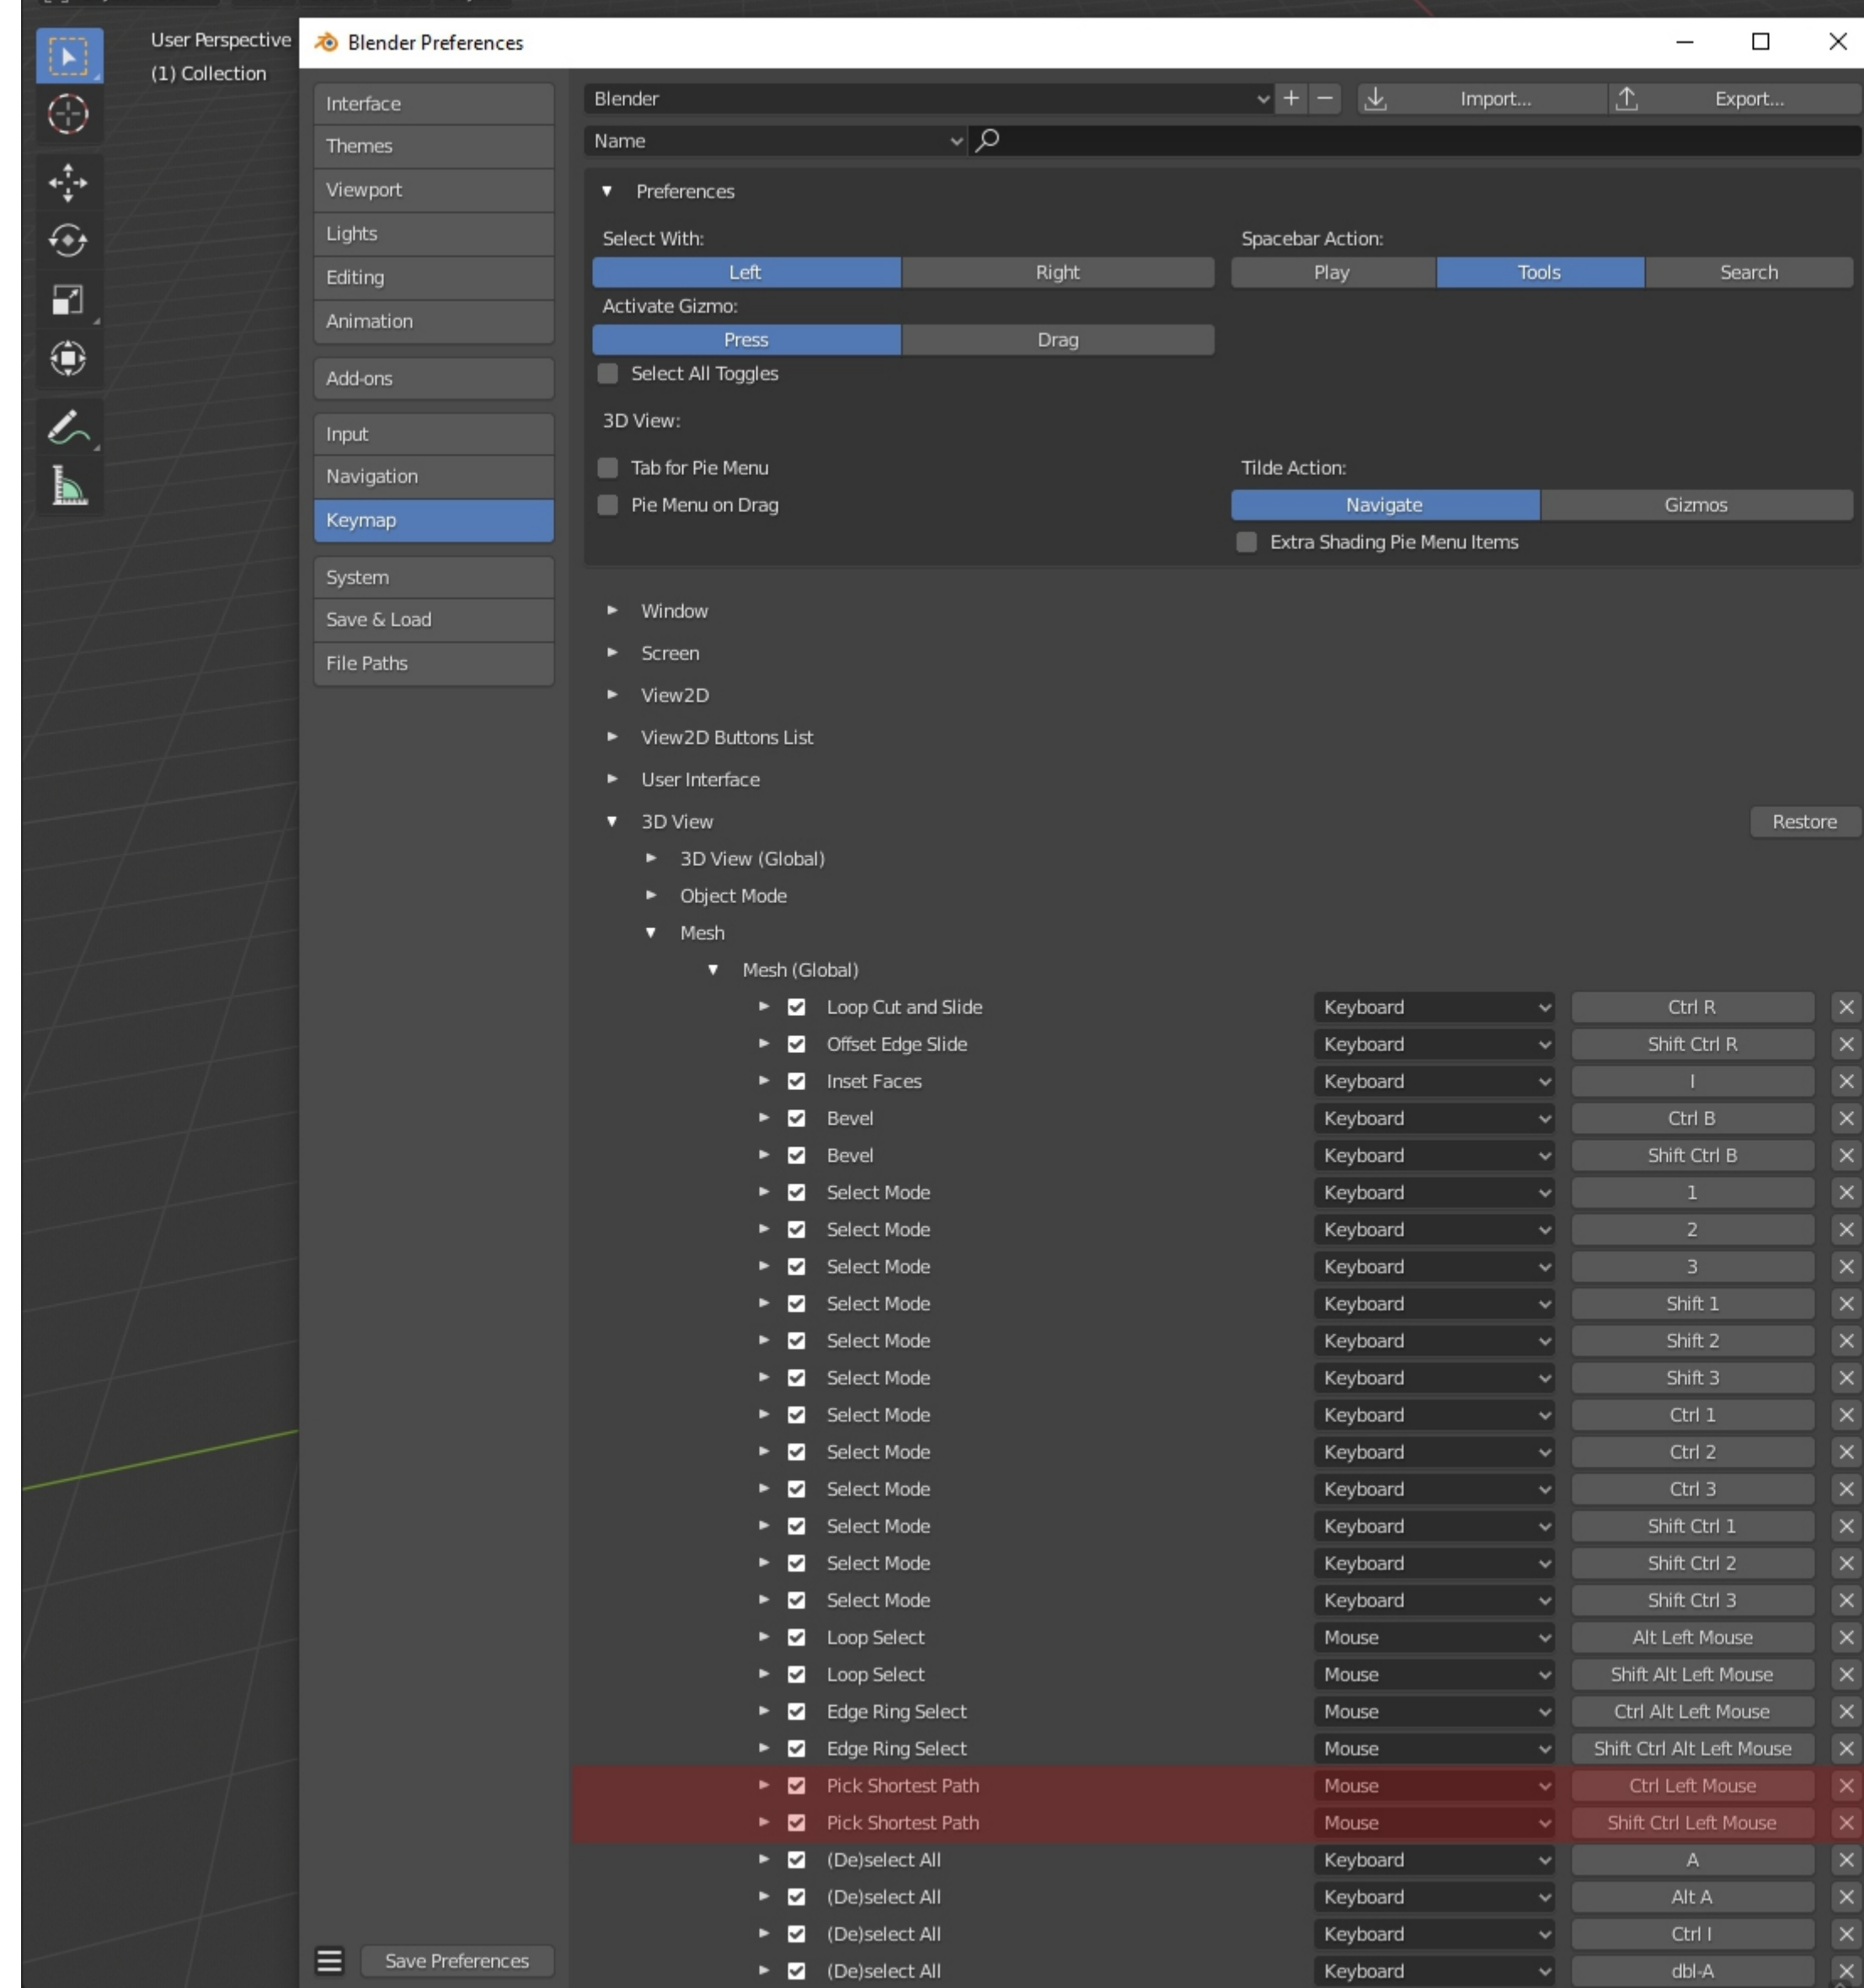 User Perspective
(1) Collection
Blender Preferences
Interface
Themes
Viewport
Lights
Editing
Animation
Add-ons
Input
Navigation
Keymap
System
Save & Load
File Paths
Save Preferences
Blender
Import...
Export...
Name
Preferences
Select With:
Spacebar Action:
Left Right
Play Tools Search
Activate Gizmo:
Press Drag
Select All Toggles
3D View:
Tab for Pie Menu
Tilde Action:
Pie Menu on Drag
Navigate Gizmos
Extra Shading Pie Menu Items
Window
Screen
View2D
View2D Buttons List
User Interface
3D View
Restore
3D View (Global)
Object Mode
Mesh
Mesh (Global)
Loop Cut and Slide Keyboard Ctrl R
Offset Edge Slide Keyboard Shift Ctrl R
Inset Faces Keyboard I
Bevel Keyboard Ctrl B
Bevel Keyboard Shift Ctrl B
Select Mode Keyboard 1
Select Mode Keyboard 2
Select Mode Keyboard 3
Select Mode Keyboard Shift 1
Select Mode Keyboard Shift 2
Select Mode Keyboard Shift 3
Select Mode Keyboard Ctrl 1
Select Mode Keyboard Ctrl 2
Select Mode Keyboard Ctrl 3
Select Mode Keyboard Shift Ctrl 1
Select Mode Keyboard Shift Ctrl 2
Select Mode Keyboard Shift Ctrl 3
Loop Select Mouse Alt Left Mouse
Loop Select Mouse Shift Alt Left Mouse
Edge Ring Select Mouse Ctrl Alt Left Mouse
Edge Ring Select Mouse Shift Ctrl Alt Left Mouse
Pick Shortest Path Mouse Ctrl Left Mouse
Pick Shortest Path Mouse Shift Ctrl Left Mouse
(De)select All Keyboard A
(De)select All Keyboard Alt A
(De)select All Keyboard Ctrl I
(De)select All Keyboard dbl-A